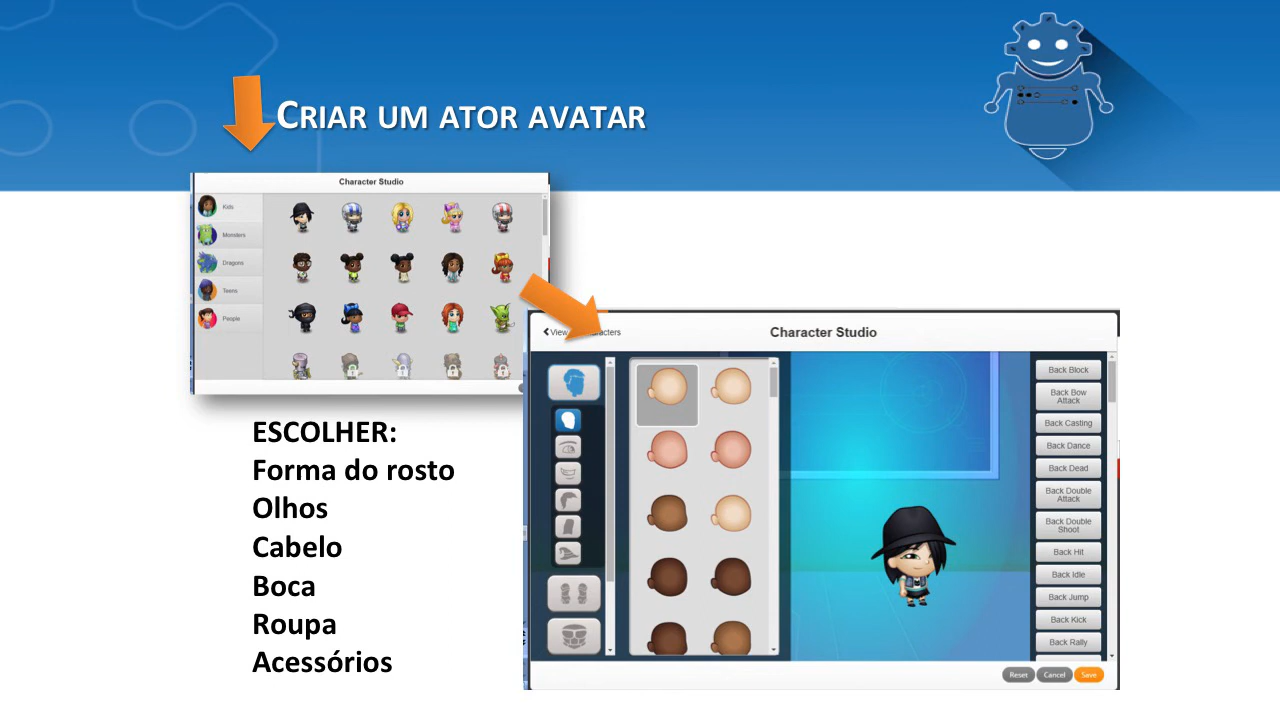 CRIAR UM ATOR AVATAR
Character Studio
Kids
Monsters
Dragons
Teens
People
View
Character Studio
Back Block
Back Bow
Attack
Back Casting
Back Dance
Back Dead
Back Double
Attack
Back Double
Shoot
Back Hit
Back Idle
Back Jump
Back Kick
Back Rally
Reset
Cancel
Save
ESCOLHER:
Forma do rosto
Olhos
Cabelo
Boca
Roupa
Acessórios